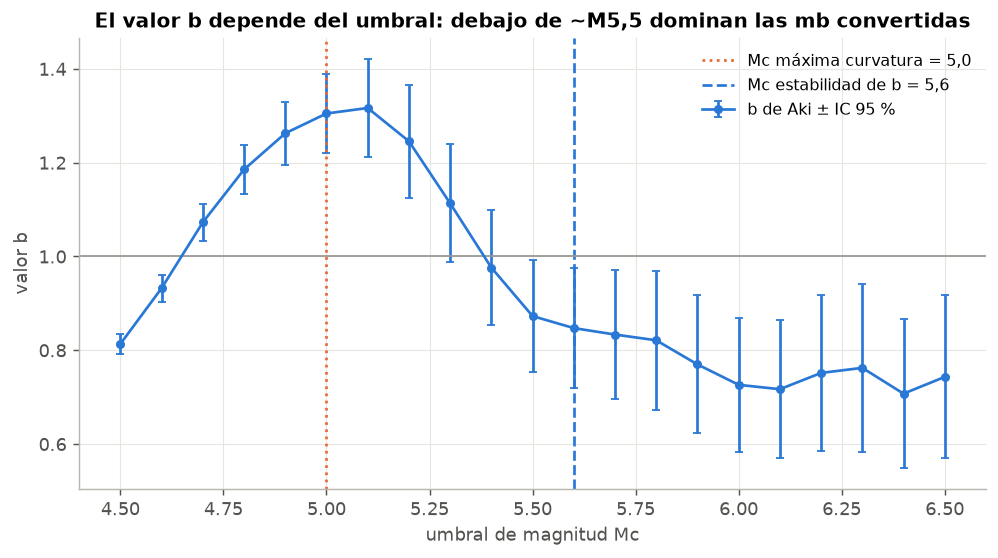 El valor b depende del umbral: debajo de ~M5,5 dominan las mb convertidas
Mc máxima curvatura = 5,0
Mc estabilidad de b = 5,6
b de Aki ± IC 95 %
valor b
1.4
1.2
1.0
0.8
0.6
4.50 4.75 5.00 5.25 5.50 5.75 6.00 6.25 6.50
umbral de magnitud Mc